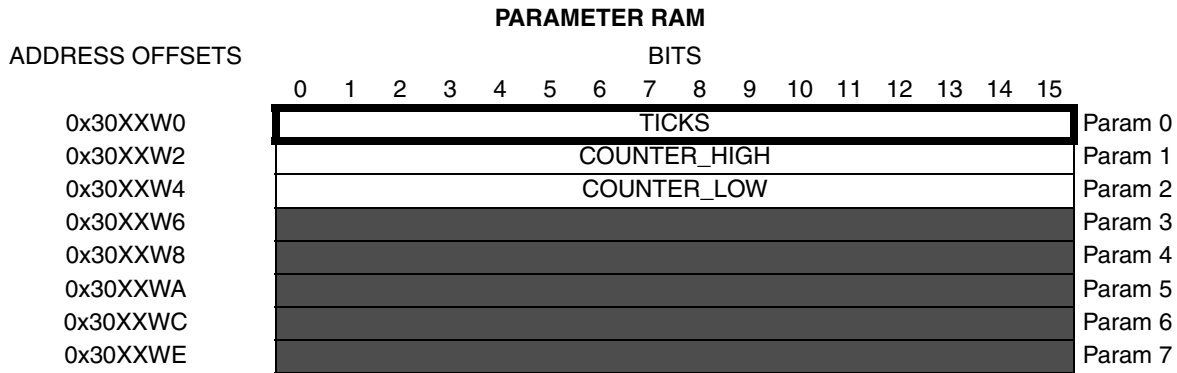 PARAMETER RAM
ADDRESS OFFSETS BITS
0 1 2 3 4 5 6 7 8 9 10 11 12 13 14 15
0x30XXW0 TICKS Param 0
0x30XXW2 COUNTER_HIGH Param 1
0x30XXW4 COUNTER_LOW Param 2
0x30XXW6 Param 3
0x30XXW8 Param 4
0x30XXWA Param 5
0x30XXWC Param 6
0x30XXWE Param 7